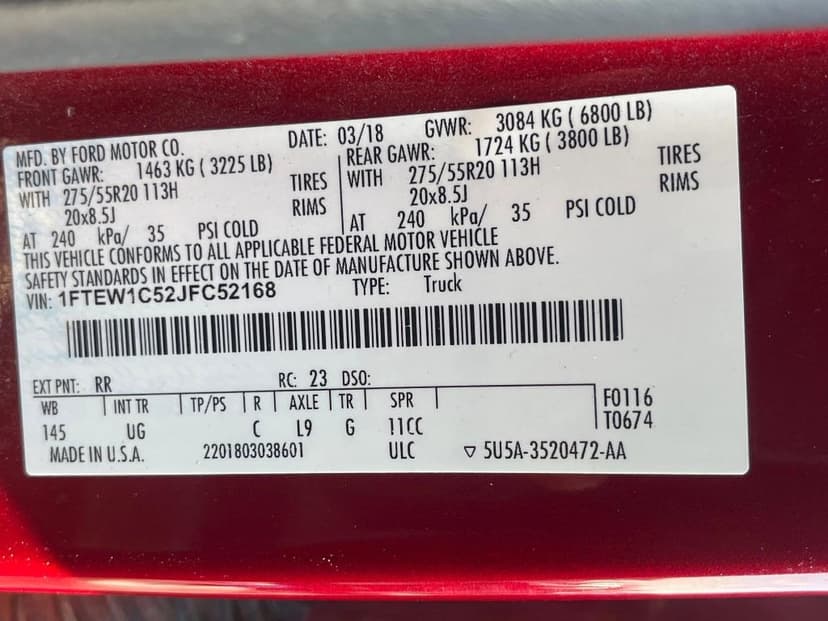 MFD. BY FORD MOTOR CO. DATE: 03/18 GVWR: 3084 KG ( 6800 LB)
FRONT GAWR: 1463 KG ( 3225 LB) REAR GAWR: 1724 KG ( 3800 LB)
WITH 275/55R20 113H TIRES WITH 275/55R20 113H TIRES
20x8.5J RIMS 20x8.5J RIMS
AT 240 kPa/ 35 PSI COLD AT 240 kPa/ 35 PSI COLD
THIS VEHICLE CONFORMS TO ALL APPLICABLE FEDERAL MOTOR VEHICLE
SAFETY STANDARDS IN EFFECT ON THE DATE OF MANUFACTURE SHOWN ABOVE.
VIN: 1FTEW1C52JFC52168 TYPE: Truck
EXT PNT: RR RC: 23 DSO:
WB INT TR TP/PS R AXLE TR SPR F0116
145 UG C L9 G 11CC T0674
MADE IN U.S.A. 2201803038601 ULC ▽ 5U5A-3520472-AA